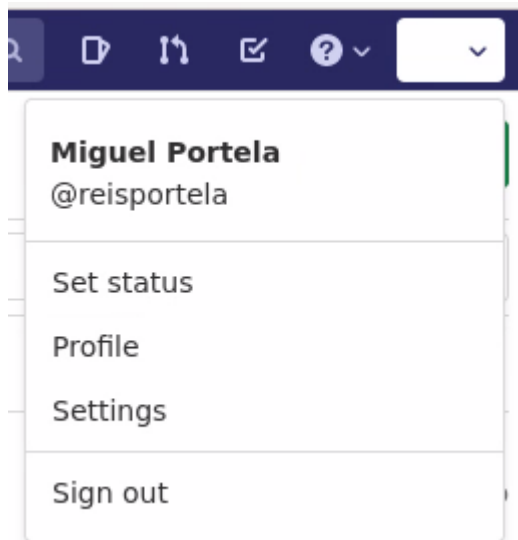 Miguel Portela
@reisportela
Set status
Profile
Settings
Sign out